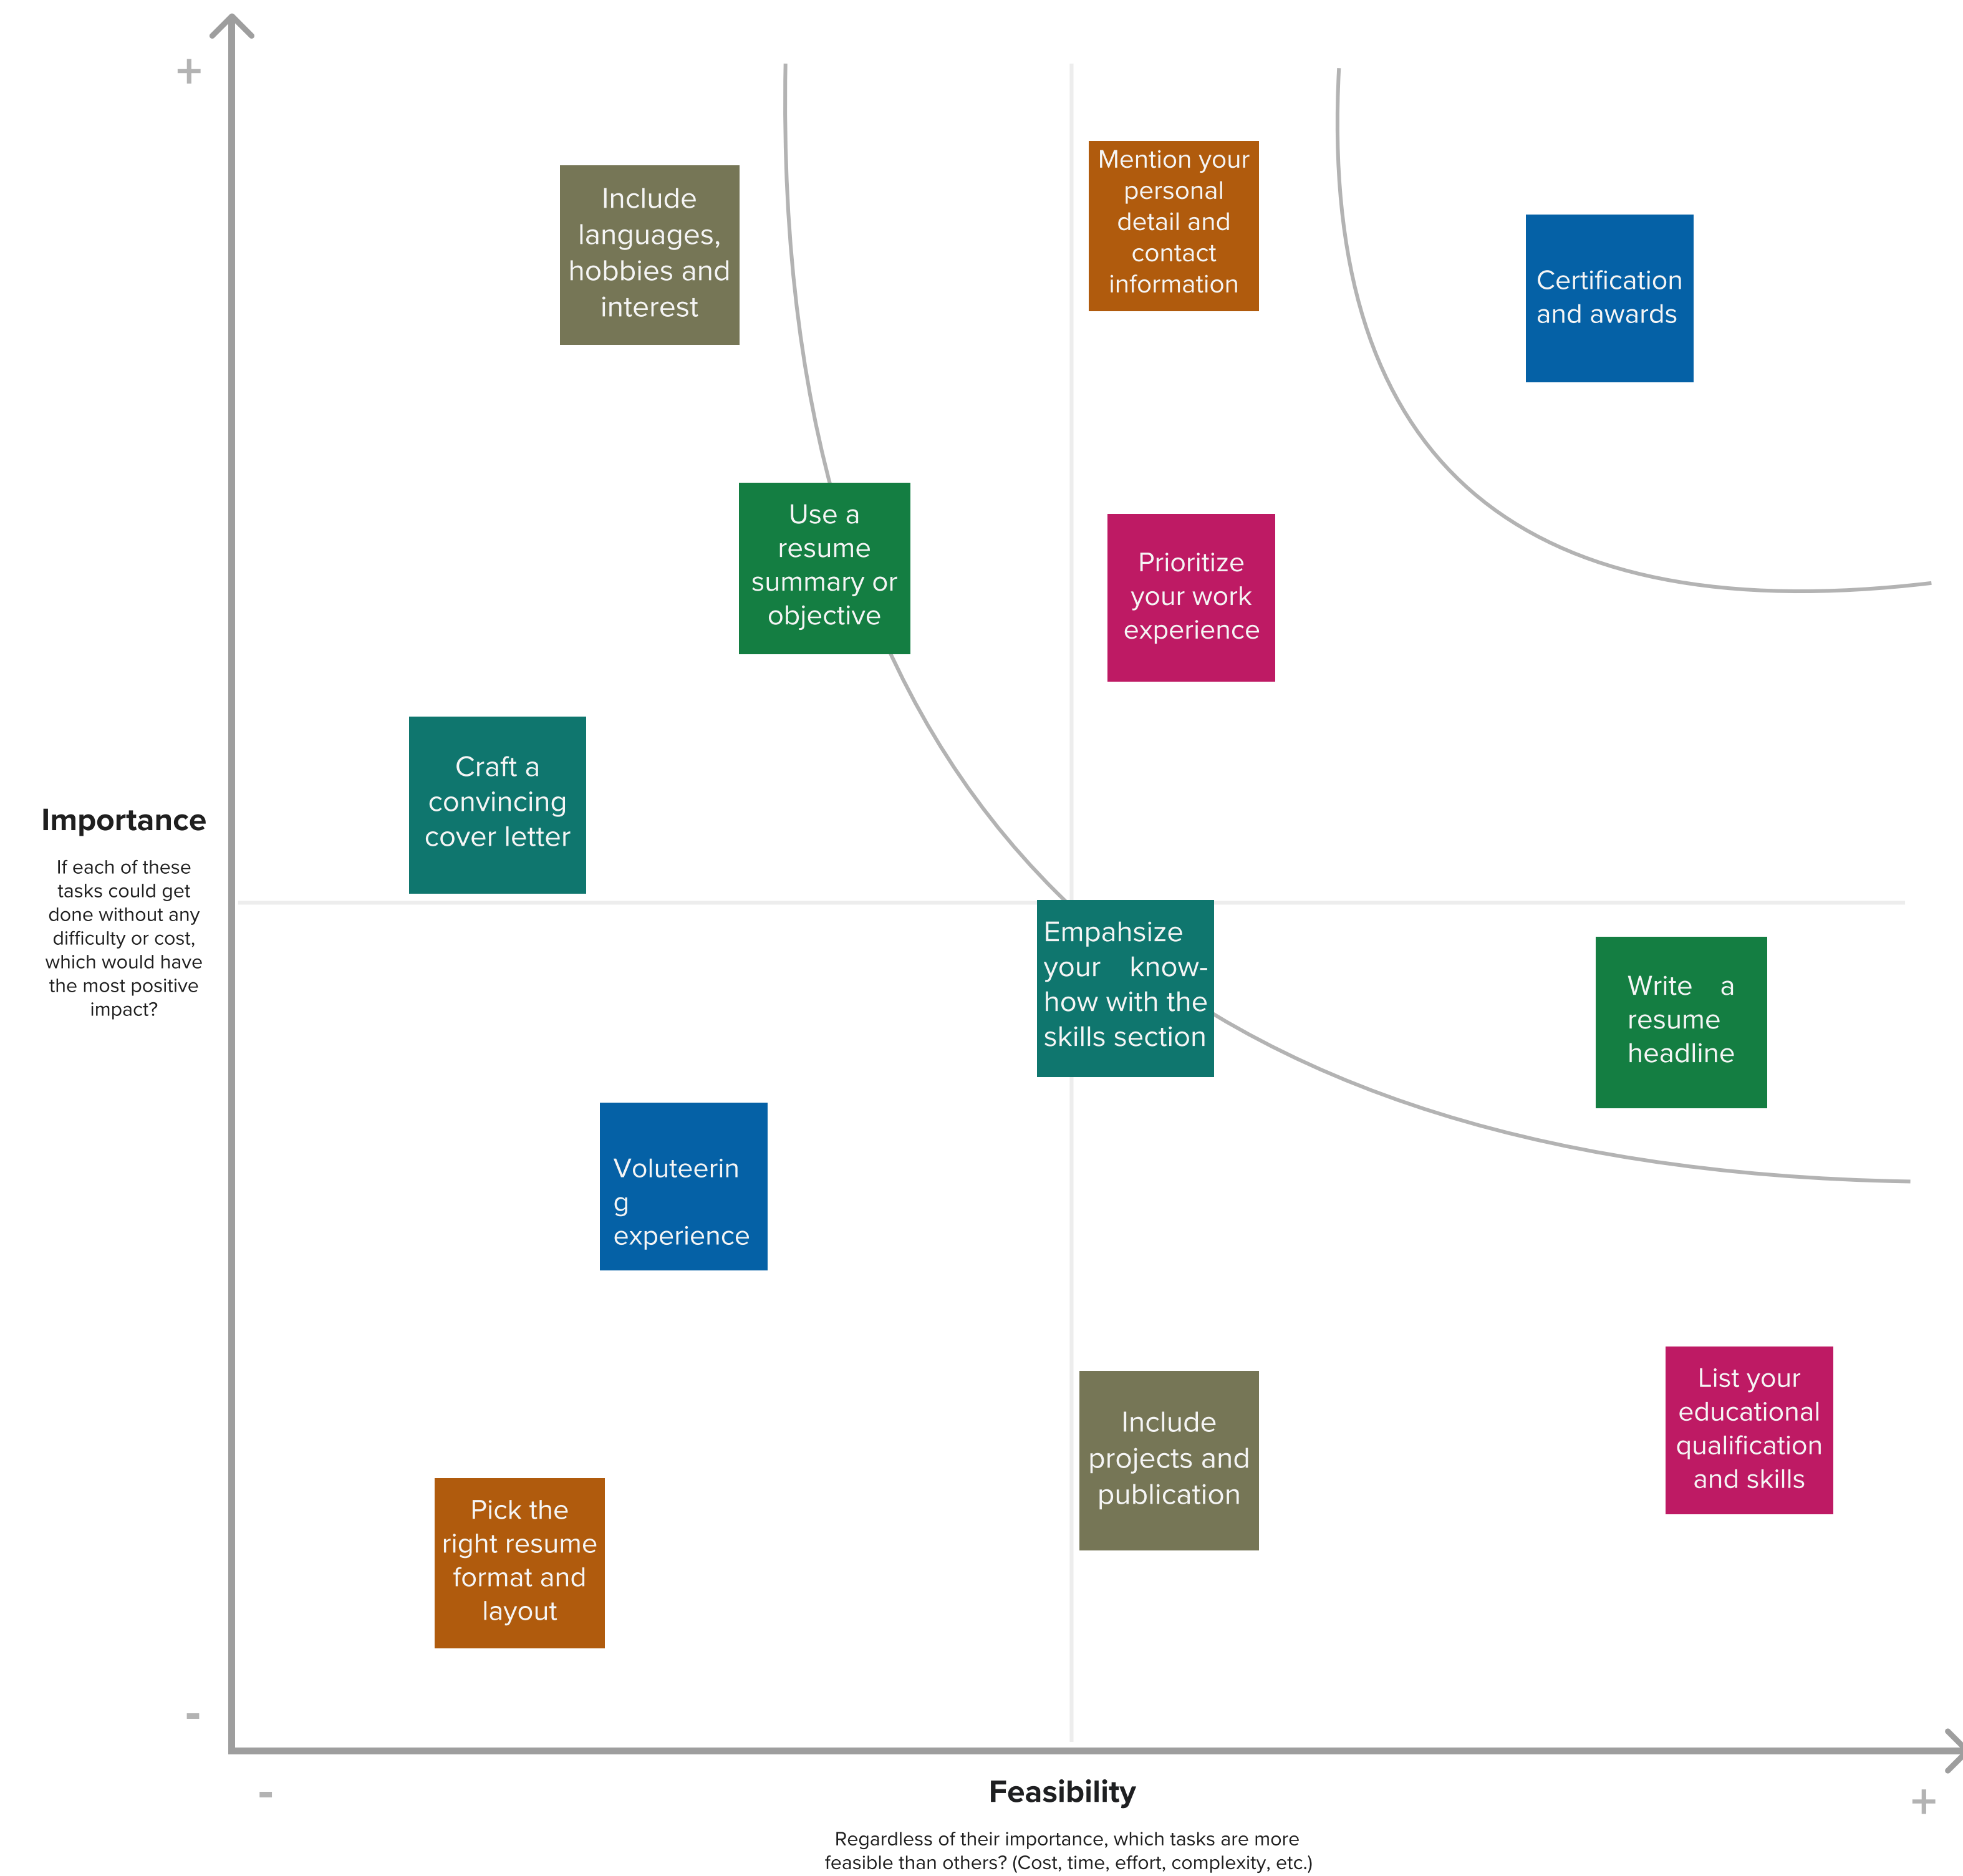 +
Include
languages,
hobbies and
interest
Mention your
personal
detail and
contact
information
Certification
and awards
Use a
resume
summary or
objective
Prioritize
your work
experience
Craft a
convincing
cover letter
Importance
If each of these
tasks could get
done without any
difficulty or cost,
which would have
the most positive
impact?
Empahsize
your know-
how with the
skills section
Write a
resume
headline
Voluteerin
g
experience
List your
educational
qualification
and skills
Include
projects and
publication
Pick the
right resume
format and
layout
-
-
Feasibility
+
Regardless of their importance, which tasks are more
feasible than others? (Cost, time, effort, complexity, etc.)